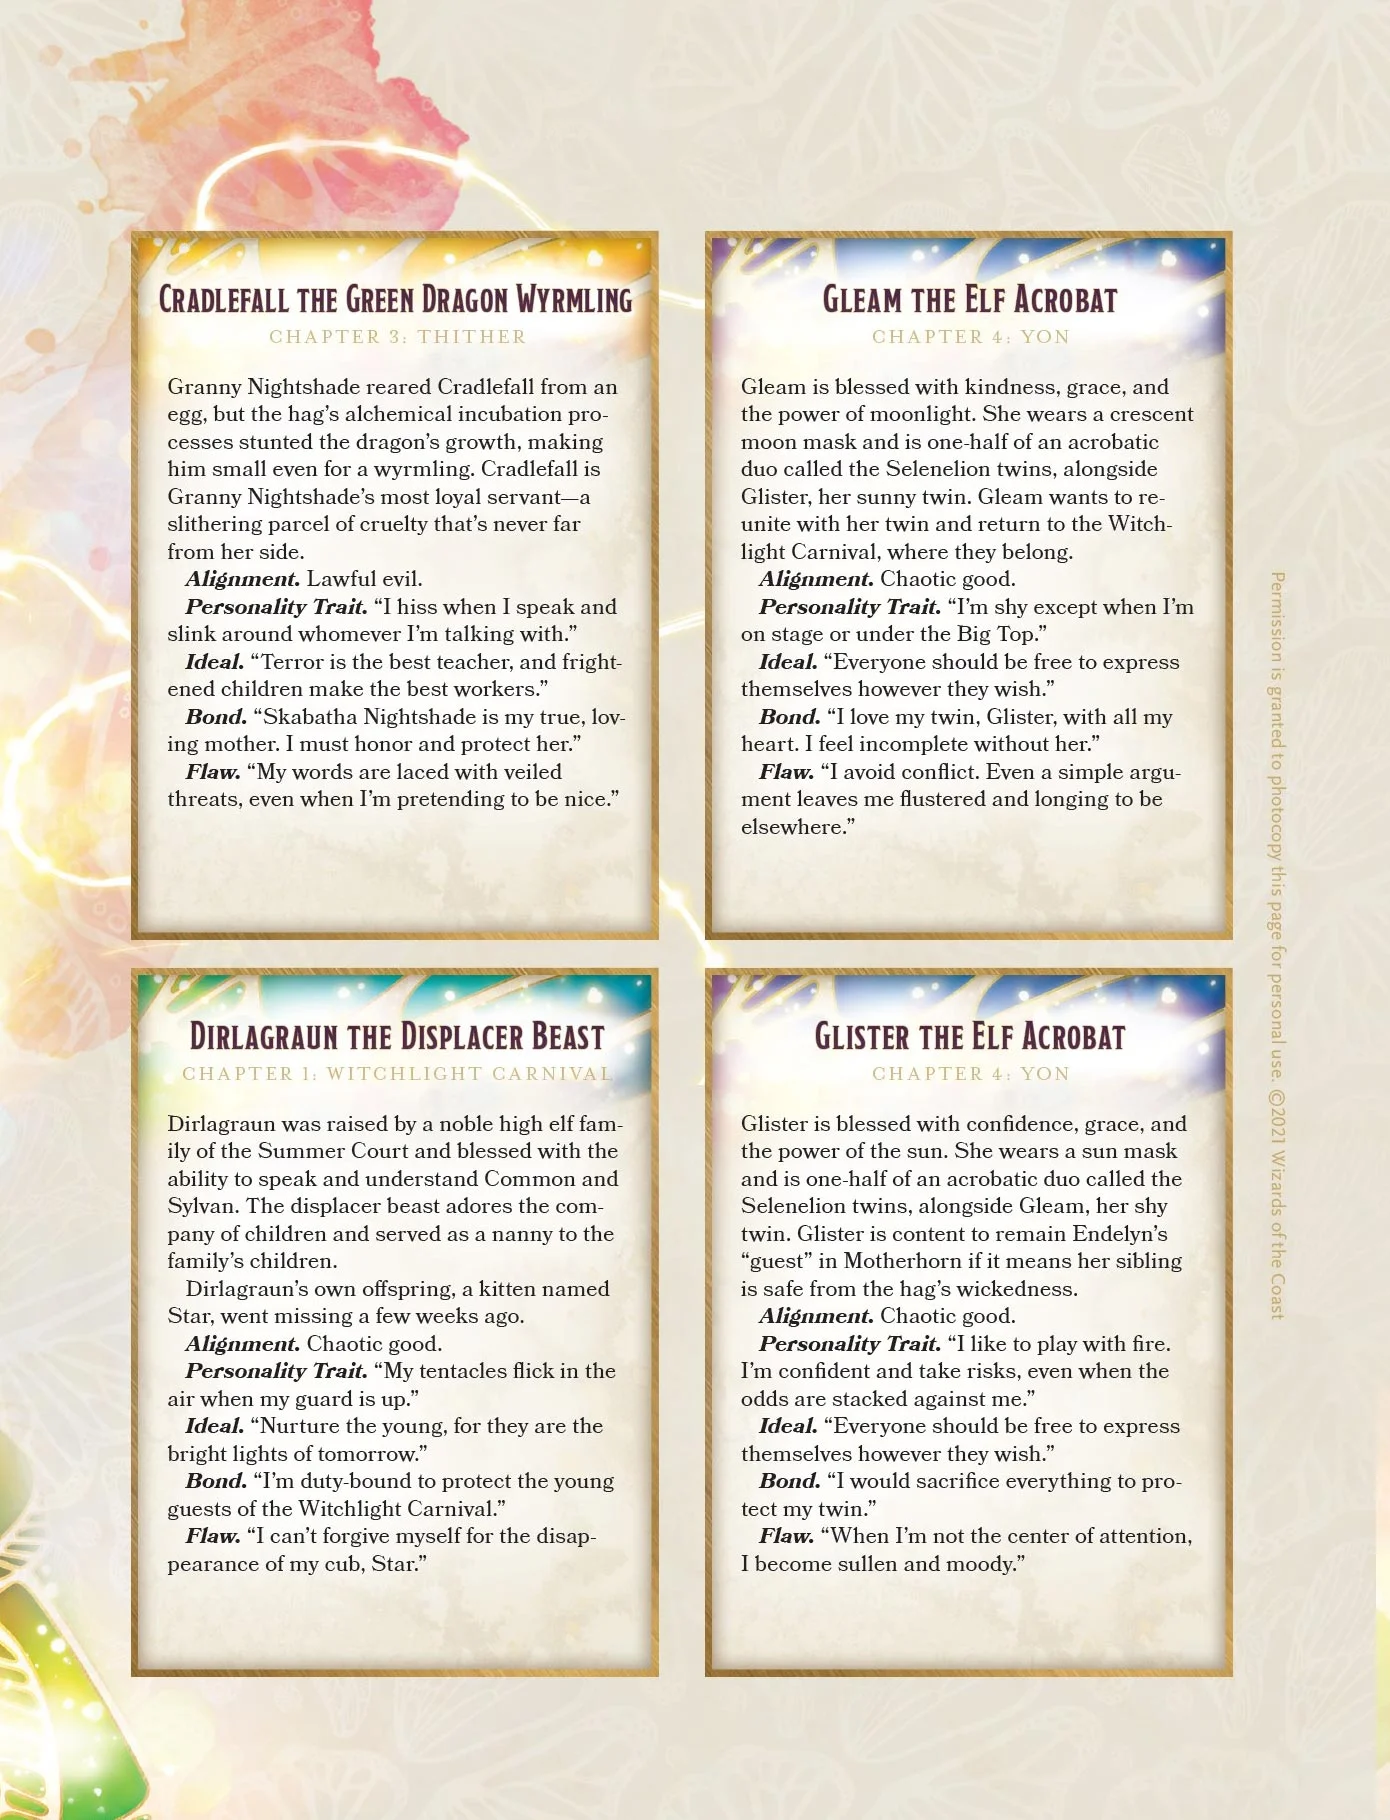 Cradlefall the Green Dragon Wyrmling
CHAPTER 3: THITHER
Granny Nightshade reared Cradlefall from an
egg, but the hag’s alchemical incubation pro-
cesses stunted the dragon’s growth, making
him small even for a wyrmling. Cradlefall is
Granny Nightshade’s most loyal servant—a
slithering parcel of cruelty that’s never far
from her side.
Alignment. Lawful evil.
Personality Trait. “I hiss when I speak and
slink around whomever I’m talking with.”
Ideal. “Terror is the best teacher, and fright-
ened children make the best workers.”
Bond. “Skabatha Nightshade is my true, lov-
ing mother. I must honor and protect her.”
Flaw. “My words are laced with veiled
threats, even when I’m pretending to be nice.”
Gleam the Elf Acrobat
CHAPTER 4: YON
Gleam is blessed with kindness, grace, and
the power of moonlight. She wears a crescent
moon mask and is one-half of an acrobatic
duo called the Selenelion twins, alongside
Glister, her sunny twin. Gleam wants to re-
unite with her twin and return to the Witch-
light Carnival, where they belong.
Alignment. Chaotic good.
Personality Trait. “I’m shy except when I’m
on stage or under the Big Top.”
Ideal. “Everyone should be free to express
themselves however they wish.”
Bond. “I love my twin, Glister, with all my
heart. I feel incomplete without her.”
Flaw. “I avoid conflict. Even a simple argu-
ment leaves me flustered and longing to be
elsewhere.”
Dirlagraun the Displacer Beast
CHAPTER 1: WITCHLIGHT CARNIVAL
Dirlagraun was raised by a noble high elf fam-
ily of the Summer Court and blessed with the
ability to speak and understand Common and
Sylvan. The displacer beast adores the com-
pany of children and served as a nanny to the
family’s children.
Dirlagraun’s own offspring, a kitten named
Star, went missing a few weeks ago.
Alignment. Chaotic good.
Personality Trait. “My tentacles flick in the
air when my guard is up.”
Ideal. “Nurture the young, for they are the
bright lights of tomorrow.”
Bond. “I’m duty-bound to protect the young
guests of the Witchlight Carnival.”
Flaw. “I can’t forgive myself for the disap-
pearance of my cub, Star.”
Glister the Elf Acrobat
CHAPTER 4: YON
Glister is blessed with confidence, grace, and
the power of the sun. She wears a sun mask
and is one-half of an acrobatic duo called the
Selenelion twins, alongside Gleam, her shy
twin. Glister is content to remain Endelyn’s
“guest” in Motherhorn if it means her sibling
is safe from the hag’s wickedness.
Alignment. Chaotic good.
Personality Trait. “I like to play with fire.
I’m confident and take risks, even when the
odds are stacked against me.”
Ideal. “Everyone should be free to express
themselves however they wish.”
Bond. “I would sacrifice everything to pro-
tect my twin.”
Flaw. “When I’m not the center of attention,
I become sullen and moody.”
Permission is granted to photocopy this page for personal use. ©2021 Wizards of the Coast